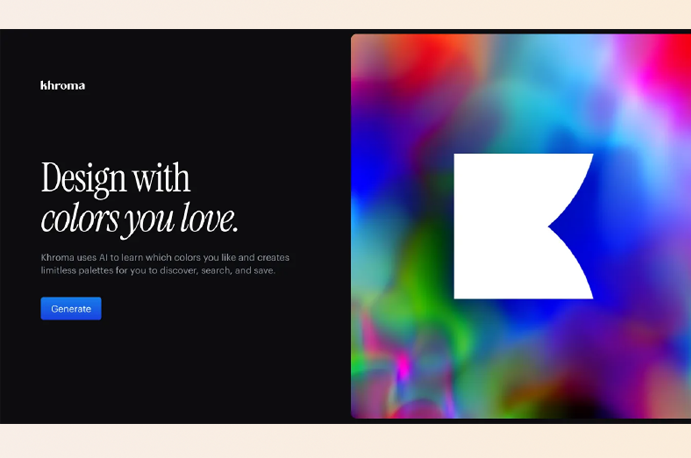 khroma
Design with
colors you love.
Khroma uses AI to learn which colors you like and creates
limitless palettes for you to discover, search, and save.
Generate